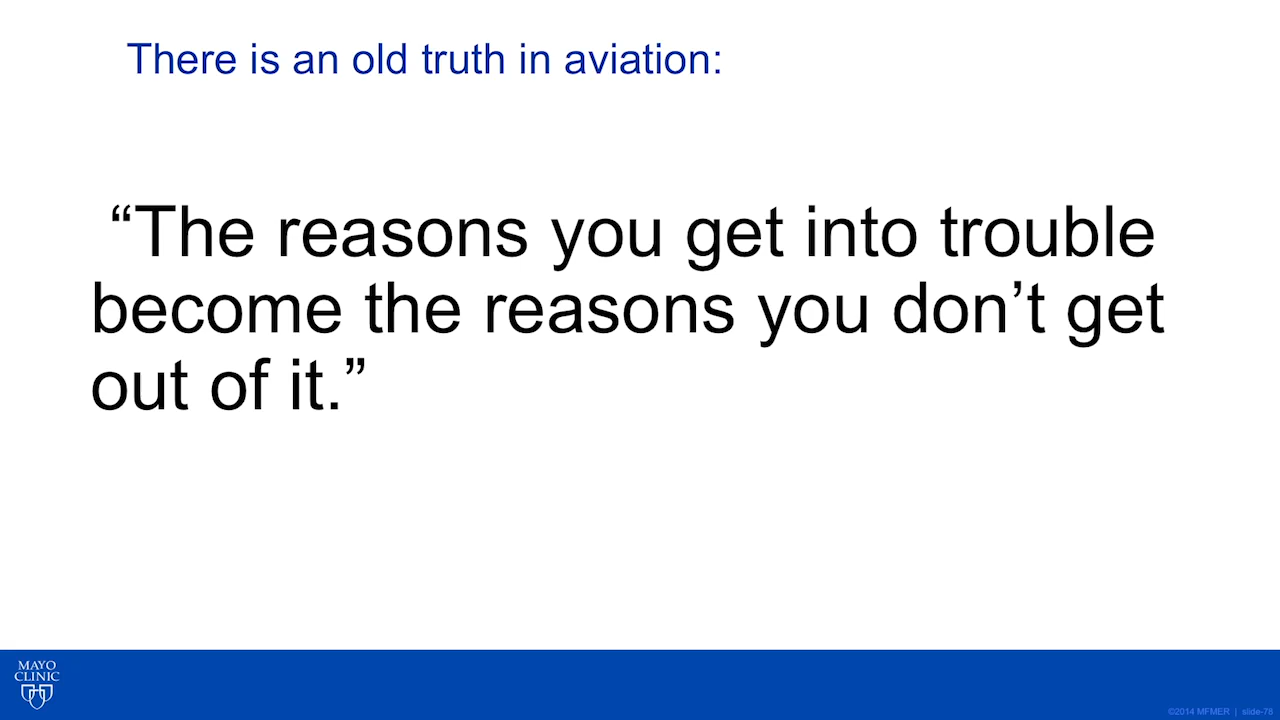 There is an old truth in aviation:
“The reasons you get into trouble
become the reasons you don’t get
out of it.”
MAYO
CLINIC
©2014 MFMER | slide-78